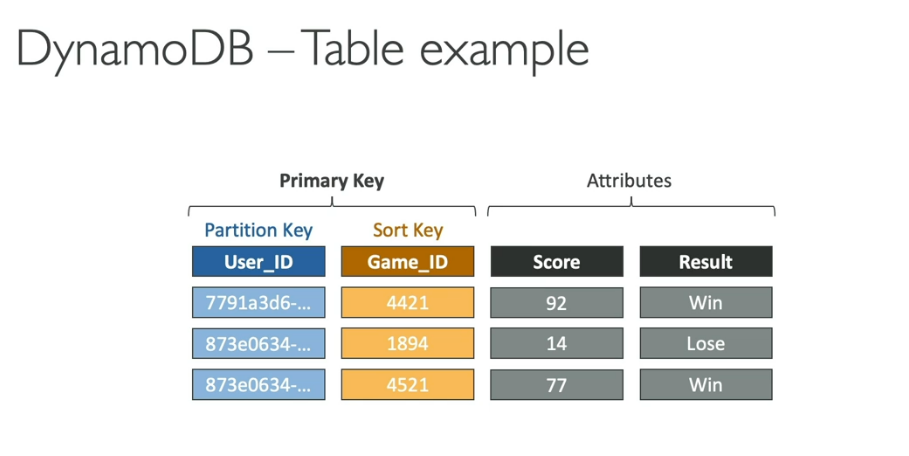 DynamoDB – Table example
Primary Key Attributes
Partition Key Sort Key
User_ID Game_ID Score Result
7791a3d6-... 4421 92 Win
873e0634-... 1894 14 Lose
873e0634-... 4521 77 Win